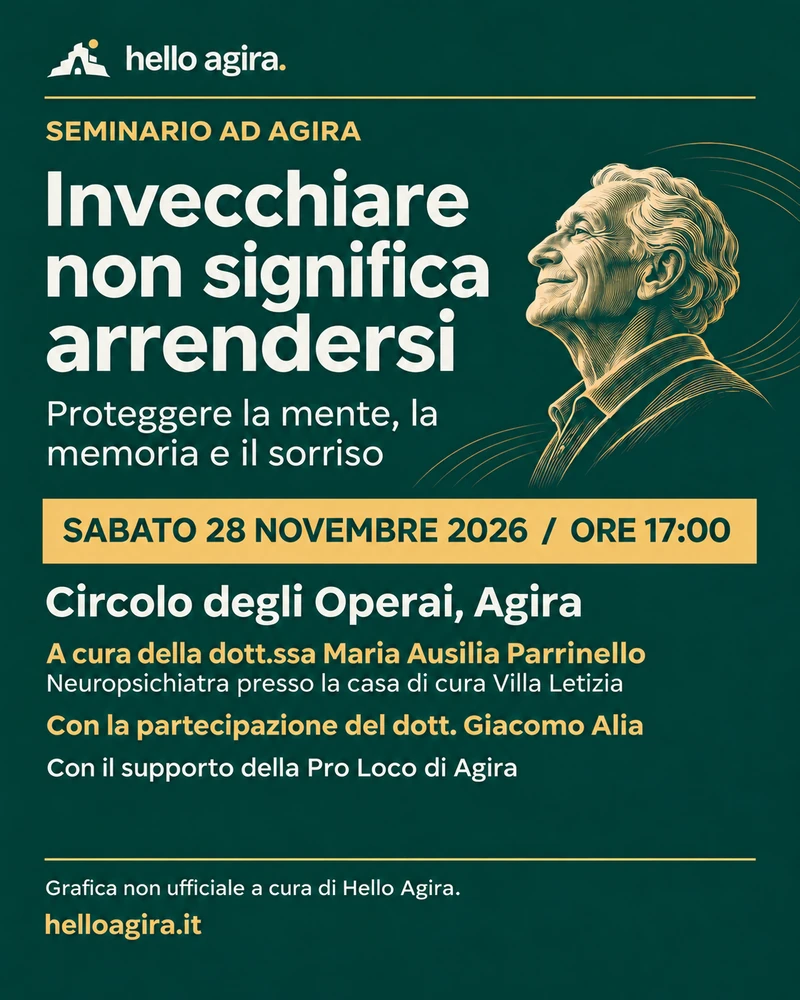 hello agira.
SEMINARIO AD AGIRA
Invecchiare
non significa
arrendersi
Proteggere la mente, la
memoria e il sorriso
SABATO 28 NOVEMBRE 2026 / ORE 17:00
Circolo degli Operai, Agira
A cura della dott.ssa Maria Ausilia Parrinello
Neuropsichiatra presso la casa di cura Villa Letizia
Con la partecipazione del dott. Giacomo Alia
Con il supporto della Pro Loco di Agira
Grafica non ufficiale a cura di Hello Agira.
helloagira.it